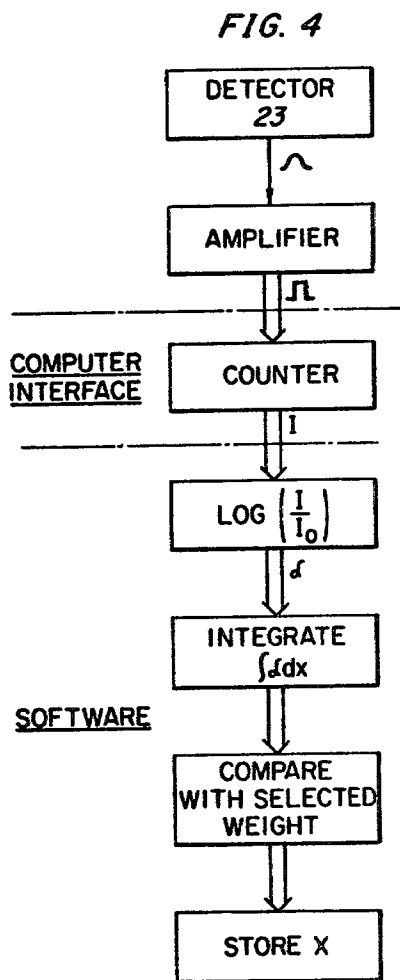 FIG. 4
DETECTOR
23
AMPLIFIER
COMPUTER
INTERFACE
COUNTER
I
LOG (I/I₀)
α
INTEGRATE
∫αdx
SOFTWARE
COMPARE
WITH SELECTED
WEIGHT
STORE X